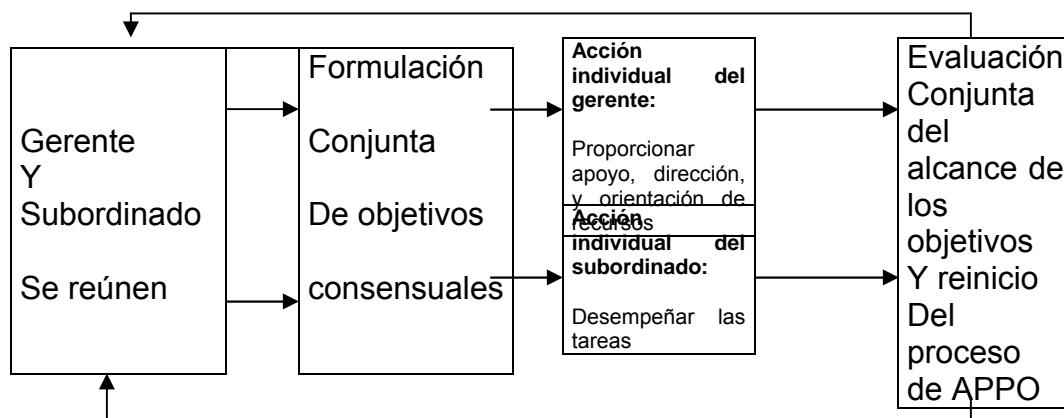 Gerente
Y
Subordinado
Se reúnen
Formulación
Conjunta
De objetivos
consensuales
Acción
individual del
gerente:
Proporcionar
apoyo, dirección,
y orientación de
recursos
Acción
individual del
subordinado:
Desempeñar las
tareas
Evaluación
Conjunta
del
alcance de
los
objetivos
Y reinicio
Del
proceso
de APPO